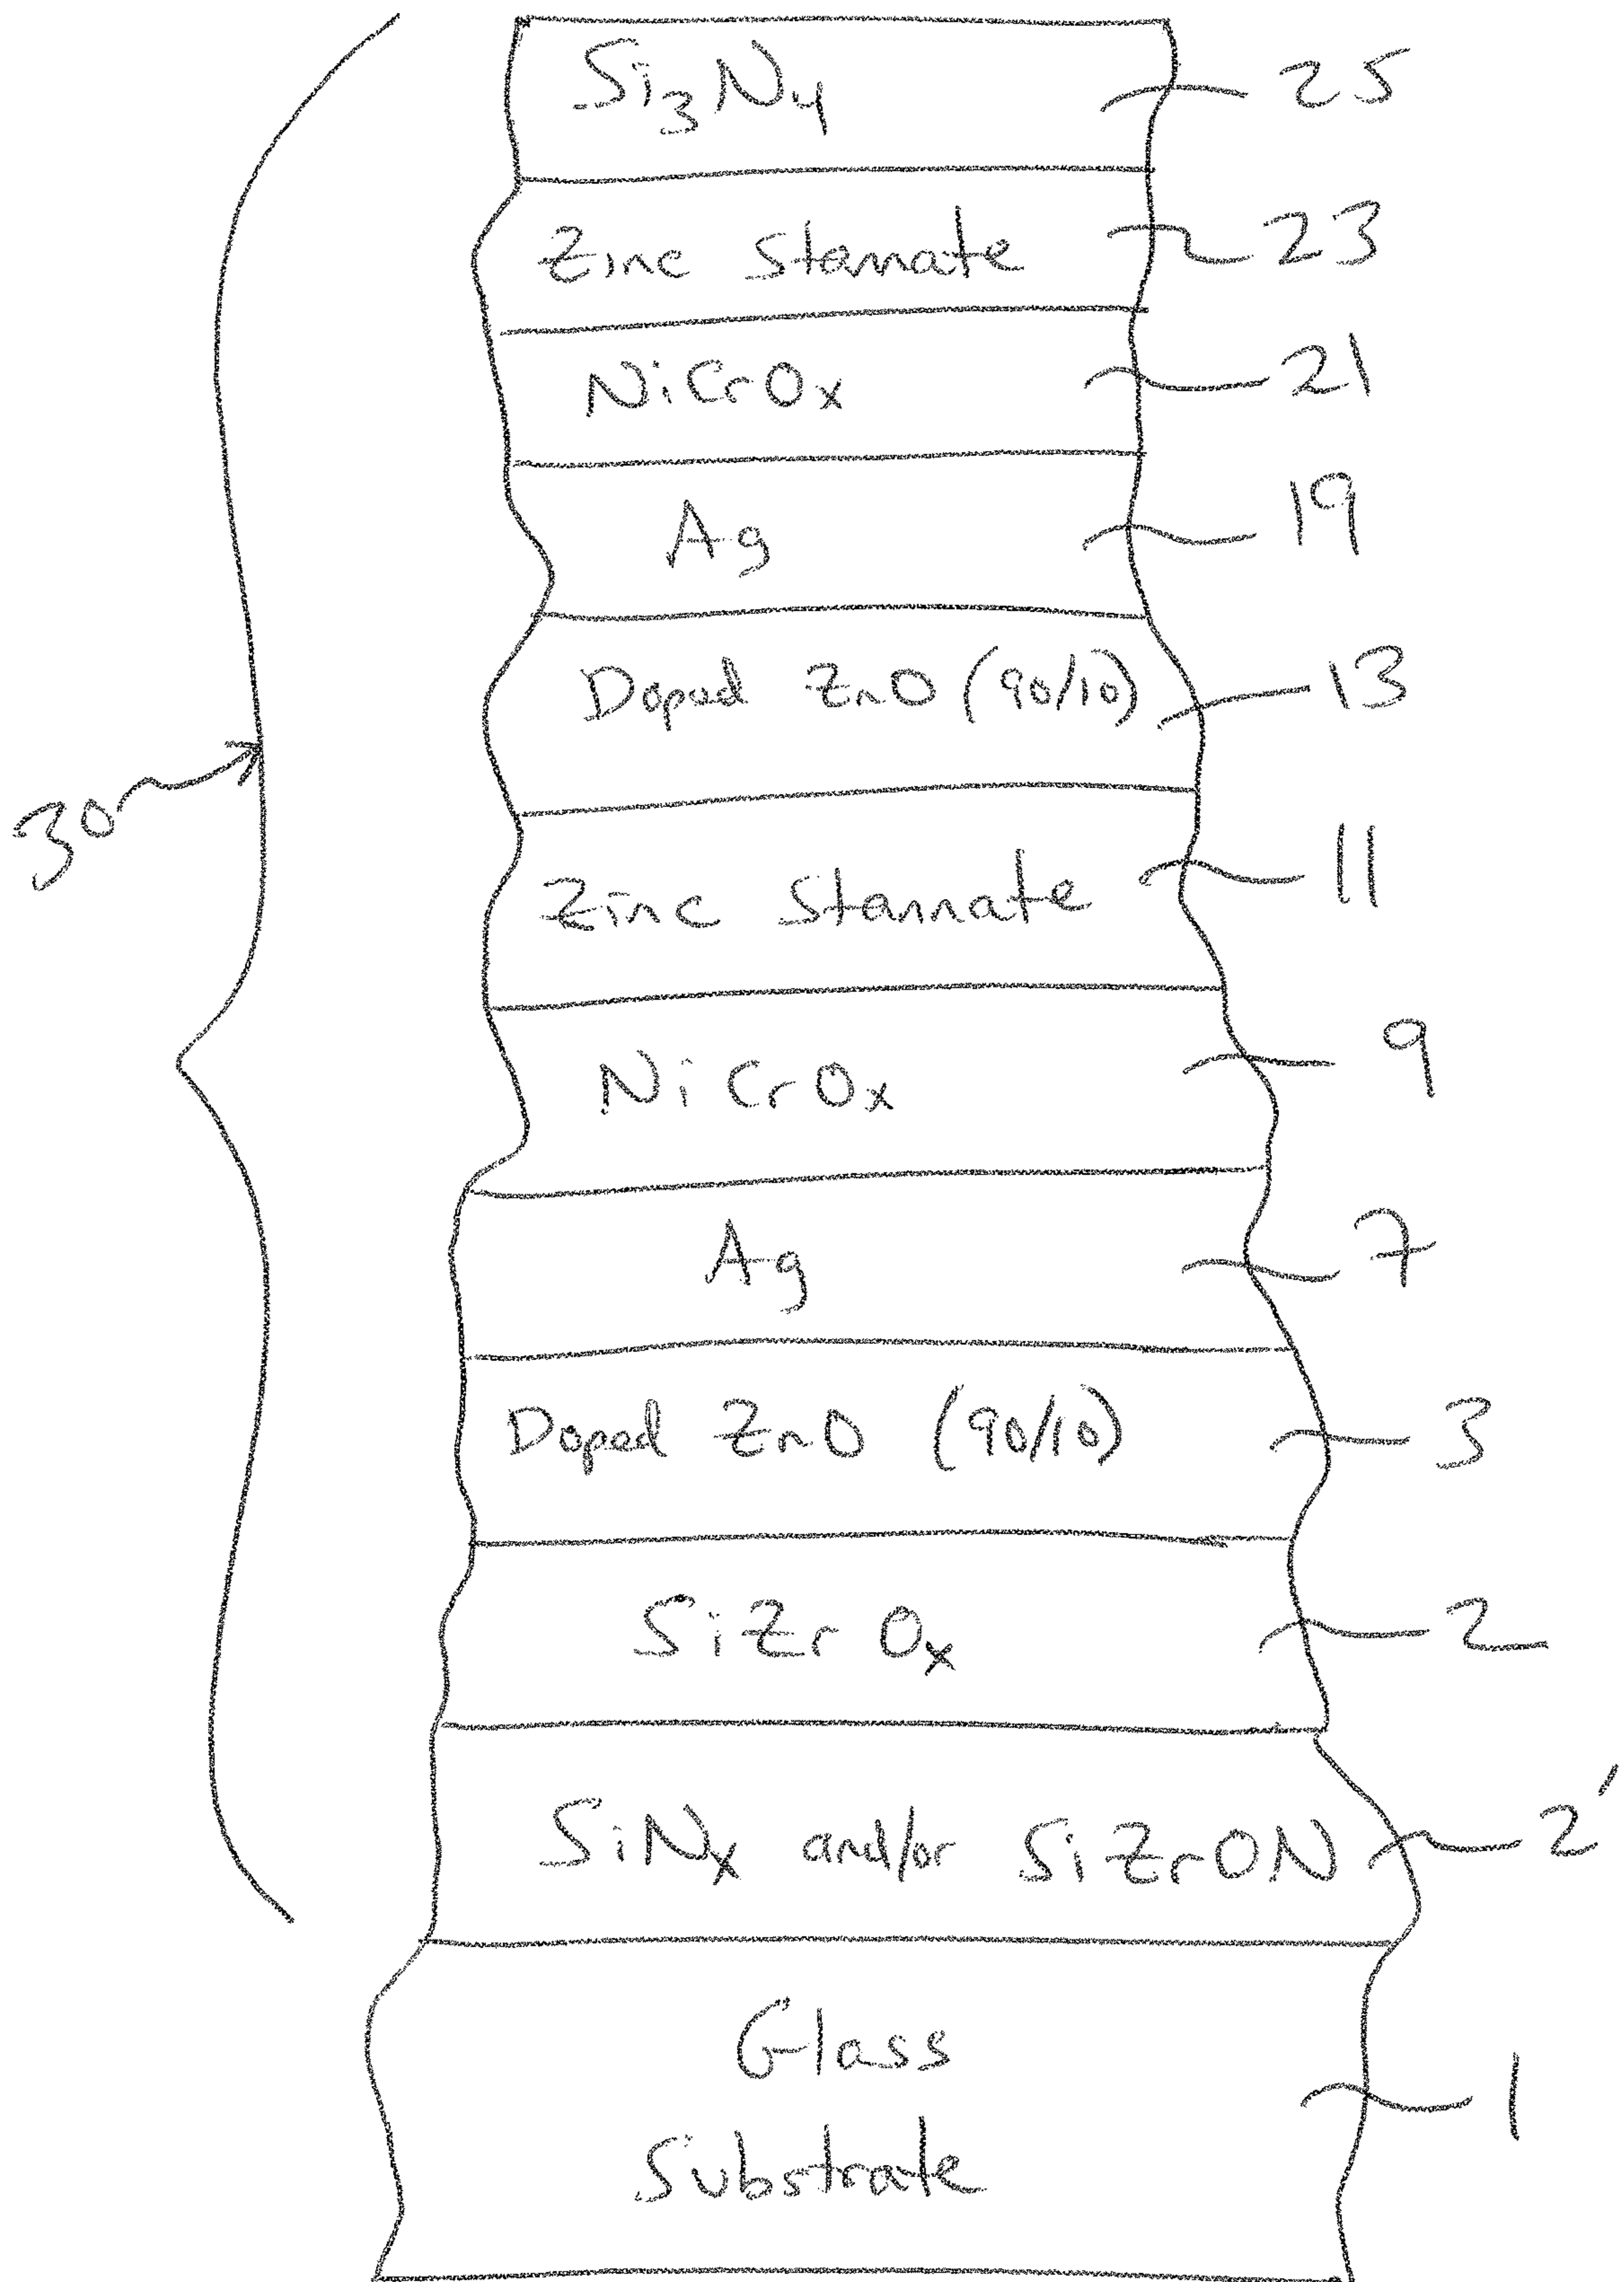 Si₃N₄ 25
Zinc Stannate 23
NiCrOx 21
Ag 19
Doped ZnO (90/10) 13
30
Zinc Stannate 11
NiCrOx 9
Ag 7
Doped ZnO (90/10) 3
SiZrOx 2
SiNx and/or SiZrON 2'
Glass 1
Substrate